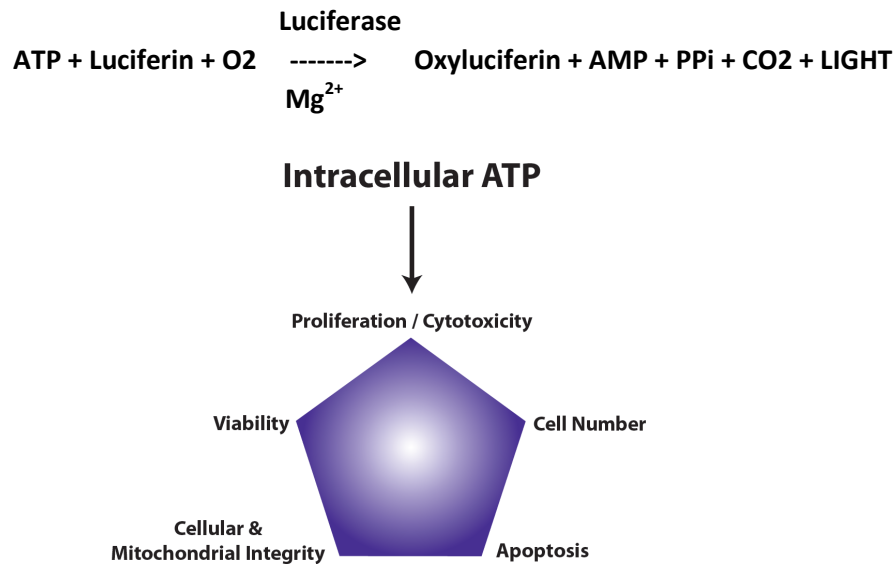 Luciferase
ATP + Luciferin + O2 -------> Oxyluciferin + AMP + PPi + CO2 + LIGHT
Mg²⁺
Intracellular ATP
Proliferation / Cytotoxicity
Viability
Cell Number
Cellular &
Mitochondrial Integrity
Apoptosis